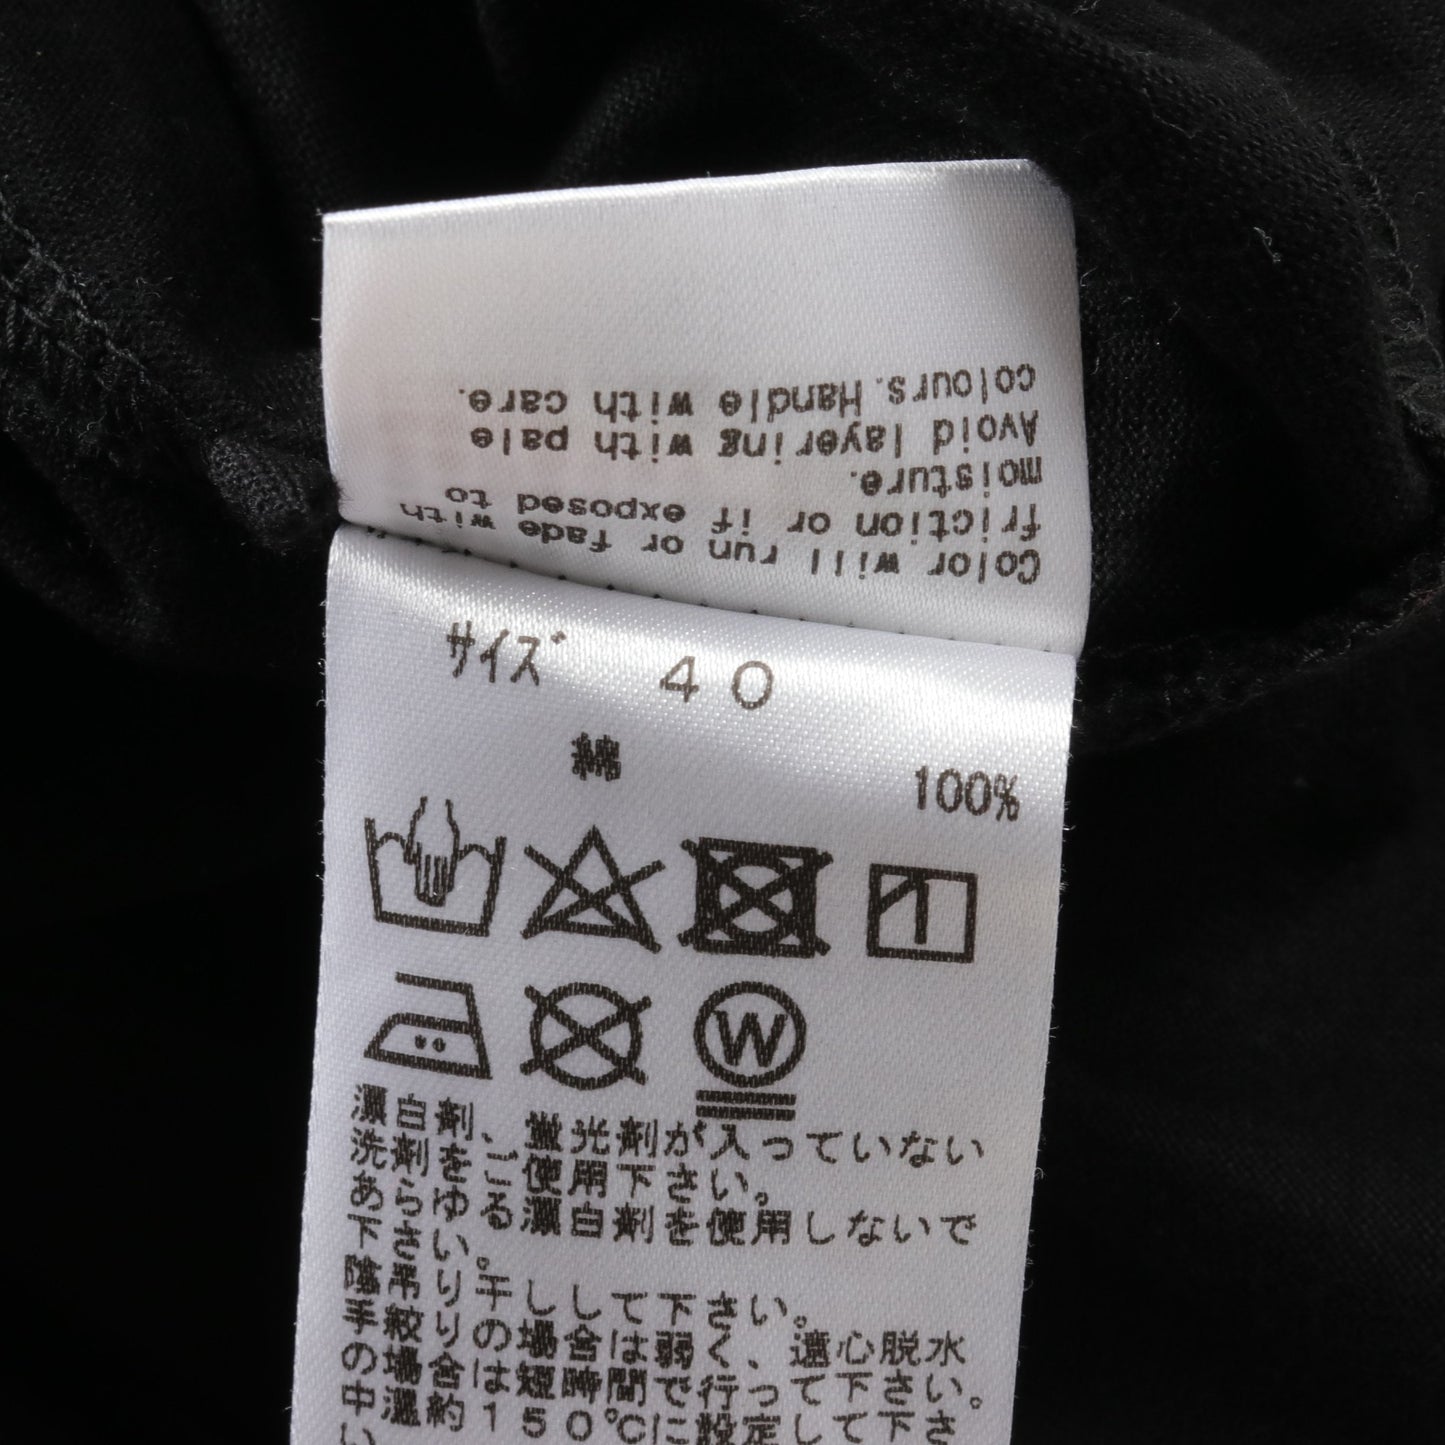 Color will run or fade with
friction or if exposed to
moisture.
Avoid layering with pale
colours. Handle with care.
サイズ 40
綿 100%
W
漂白剤、蛍光剤が入っていない
洗剤をご使用下さい。
あらゆる漂白剤を使用しないで
下さい。
陰吊り干しして下さい。
手絞りの場合は弱く、遠心脱水
の場合は短時間で行って下さい。
中温約150℃に設定して下さ
い